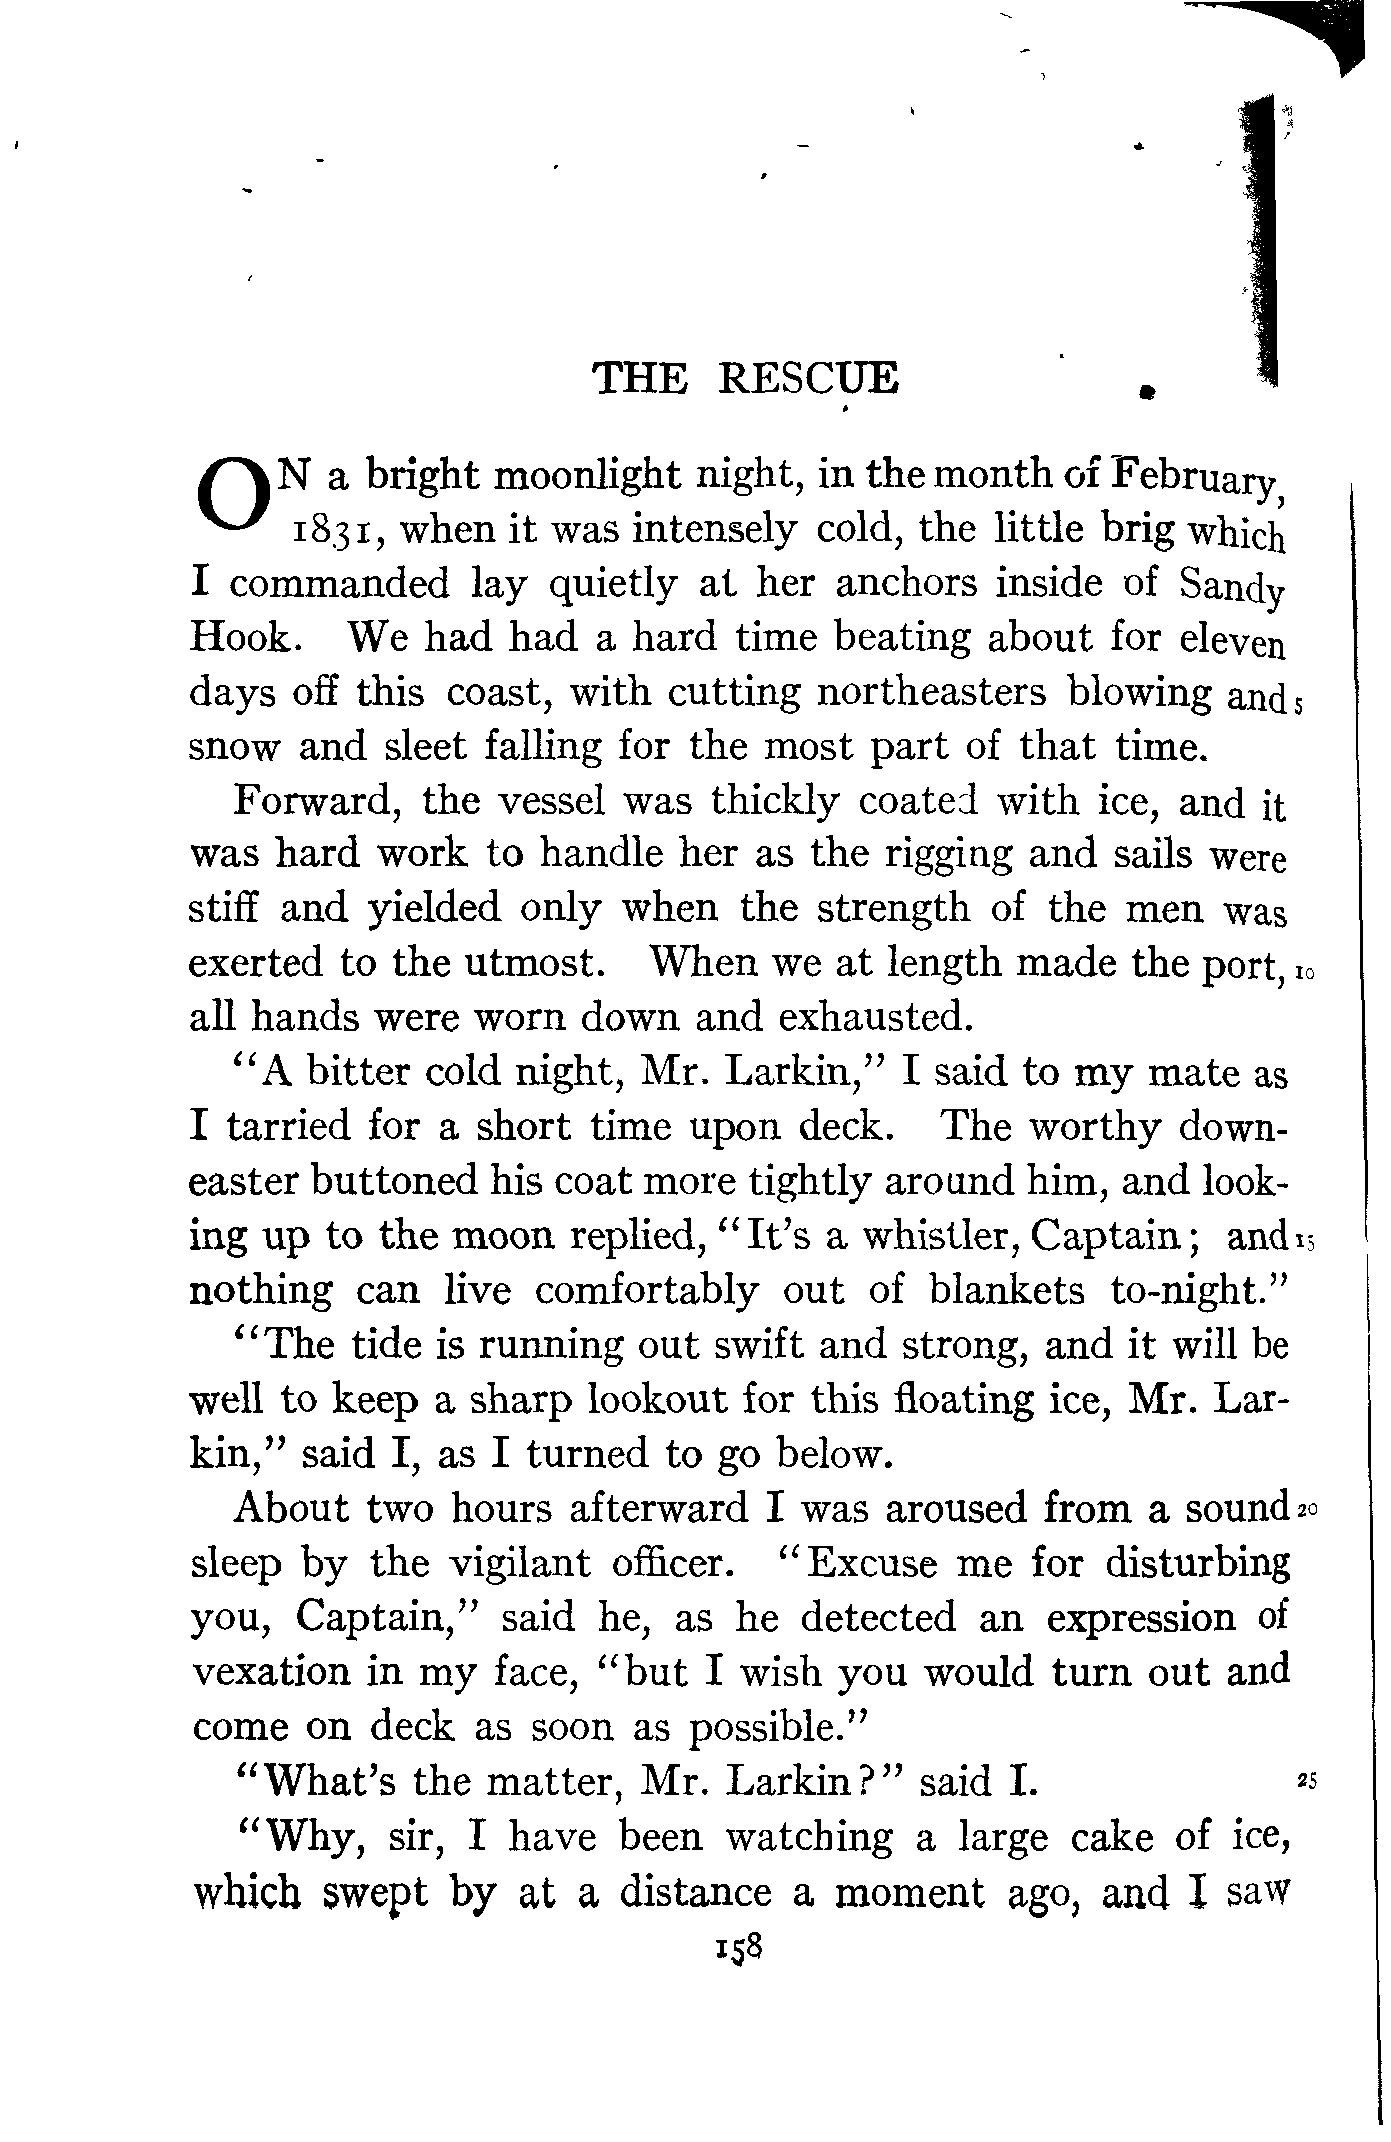 THE RESCUE
ON a bright moonlight night, in the month of February,
1831, when it was intensely cold, the little brig which
I commanded lay quietly at her anchors inside of Sandy
Hook. We had had a hard time beating about for eleven
days off this coast, with cutting northeasters blowing and 5
snow and sleet falling for the most part of that time.
Forward, the vessel was thickly coated with ice, and it
was hard work to handle her as the rigging and sails were
stiff and yielded only when the strength of the men was
exerted to the utmost. When we at length made the port, 10
all hands were worn down and exhausted.
"A bitter cold night, Mr. Larkin," I said to my mate as
I tarried for a short time upon deck. The worthy down-
easter buttoned his coat more tightly around him, and look-
ing up to the moon replied, "It's a whistler, Captain; and 15
nothing can live comfortably out of blankets to-night."
"The tide is running out swift and strong, and it will be
well to keep a sharp lookout for this floating ice, Mr. Lar-
kin," said I, as I turned to go below.
About two hours afterward I was aroused from a sound 20
sleep by the vigilant officer. "Excuse me for disturbing
you, Captain," said he, as he detected an expression of
vexation in my face, "but I wish you would turn out and
come on deck as soon as possible."
"What's the matter, Mr. Larkin?" said I. 25
"Why, sir, I have been watching a large cake of ice,
which swept by at a distance a moment ago, and I saw
158